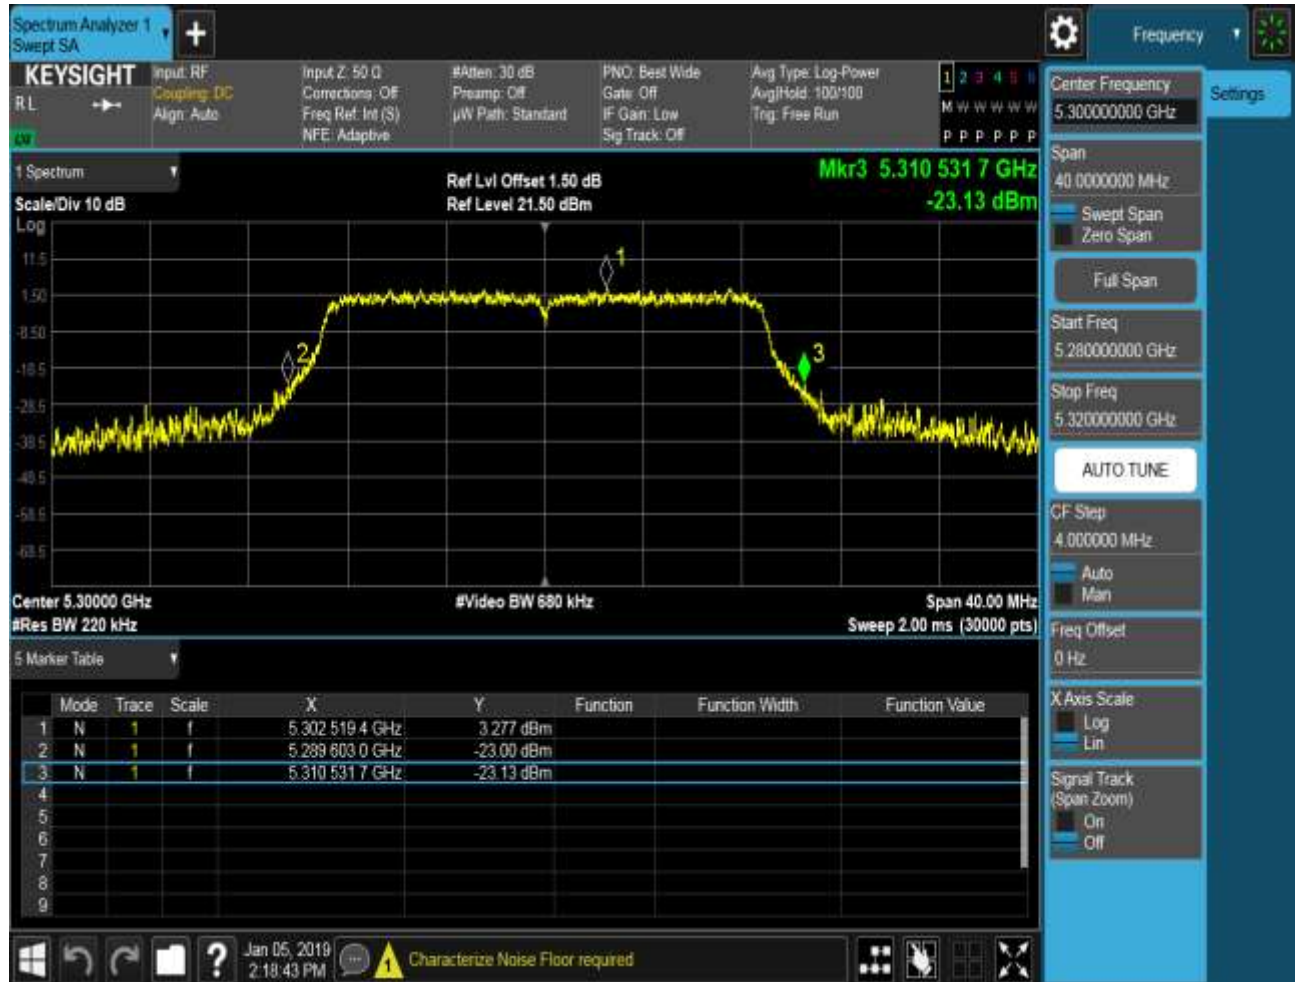 Spectrum Analyzer 1
Swept SA
Frequency
KEYSIGHT
RL
Input: RF
Coupling: DC
Align: Auto
Input Z: 50 Ω
Corrections: Off
Freq Ref: Int (S)
NFE: Adaptive
#Atten: 30 dB
Preamp: Off
µW Path: Standard
PNO: Best Wide
Gate: Off
IF Gain: Low
Sig Track: Off
Avg Type: Log-Power
Avg|Hold: 100/100
Trig: Free Run
1 2 3 4 5 6
M W W W W W
P P P P P P
1 Spectrum
Scale/Div 10 dB
Ref Lvl Offset 1.50 dB
Ref Level 21.50 dBm
Mkr3 5.310 531 7 GHz
-23.13 dBm
Log
11.5
1.50
-8.50
-18.5
-28.5
-38.5
-48.5
-58.5
-68.5
1
2
3
Center 5.30000 GHz
#Video BW 680 kHz
Span 40.00 MHz
#Res BW 220 kHz
Sweep 2.00 ms (30000 pts)
5 Marker Table
Mode Trace Scale X Y Function Function Width Function Value
1 N 1 f 5.302 519 4 GHz 3.277 dBm
2 N 1 f 5.289 603 0 GHz -23.00 dBm
3 N 1 f 5.310 531 7 GHz -23.13 dBm
4
5
6
7
8
9
Jan 05, 2019
2:18:43 PM
Characterize Noise Floor required
Settings
Center Frequency
5.300000000 GHz
Span
40.0000000 MHz
Swept Span
Zero Span
Full Span
Start Freq
5.280000000 GHz
Stop Freq
5.320000000 GHz
AUTO TUNE
CF Step
4.000000 MHz
Auto
Man
Freq Offset
0 Hz
X Axis Scale
Log
Lin
Signal Track
(Span Zoom)
On
Off